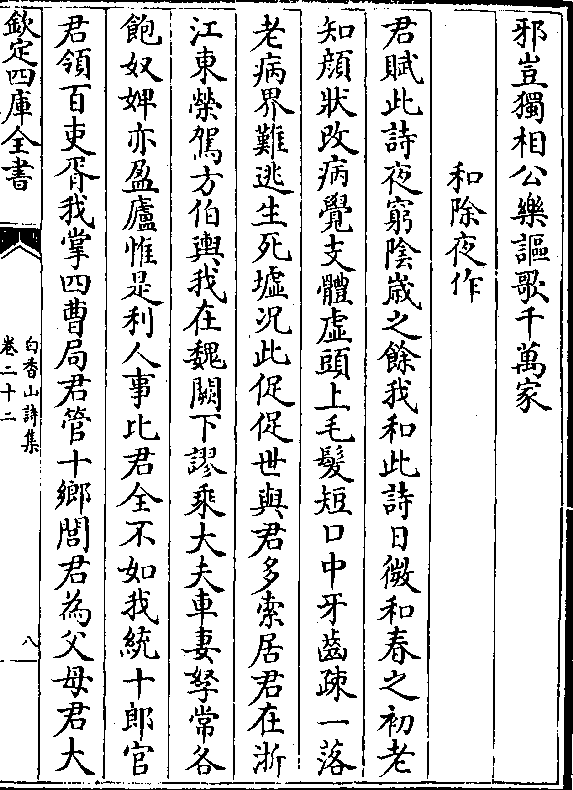 邪豈獨相公樂謳歌千萬家
和除夜作
君賦此詩夜窮陰歲之餘我和此詩日微和春之初老
知顔狀改病覺支體虛頭上毛髮短口中牙齒疎一落
老病界難逃生死墟況此促促世與君多索居君在浙
江東榮駕方伯輿我在魏闕下謬乘大夫車妻孥常各
飽奴婢亦盈廬惟是利人事比君全不如我統十郎官
君領百吏胥我掌四曹局君管十鄉閭君為父母君大
欽定四庫全書
白香山詩集
卷二十二
八